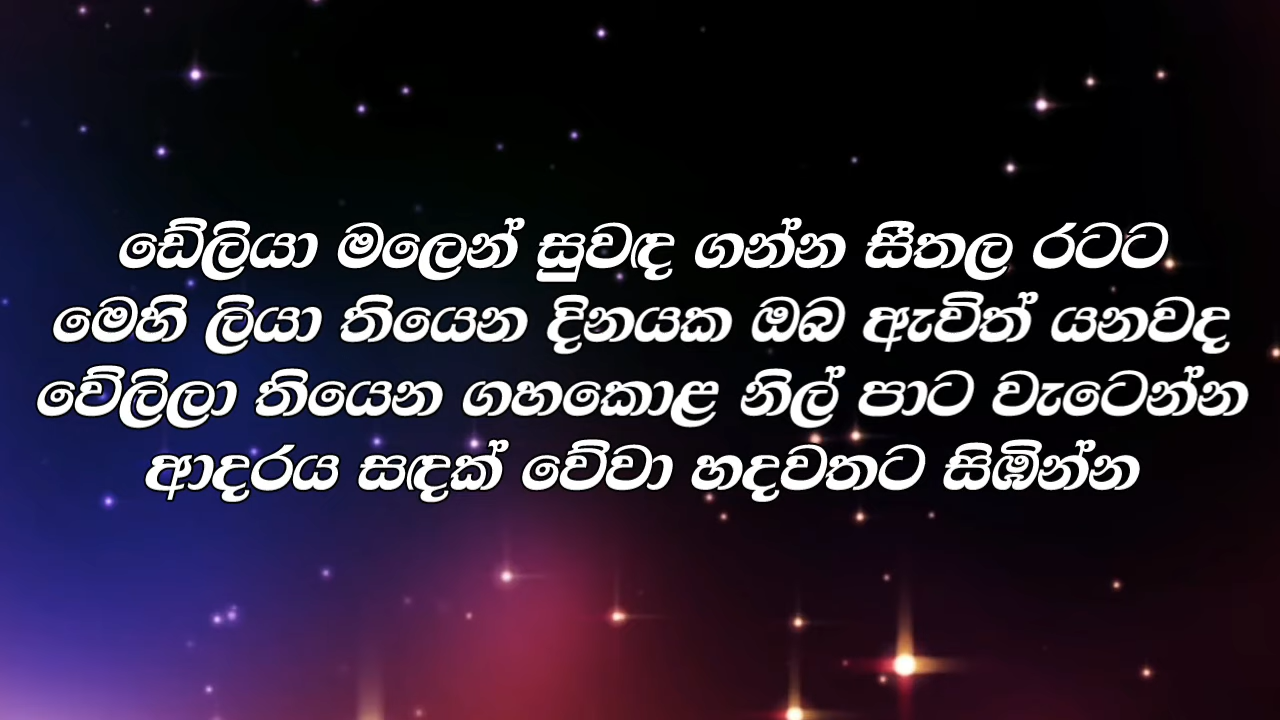 ඩේලියා මලෙන් සුවඳ ගන්න සීතල රටට
මෙහි ලියා තියෙන දිනයක ඔබ ඇවිත් යනවද
වේලිලා තියෙන ගහකොළ නිල් පාට වැටෙන්න
ආදරය සඳක් වේවා හදවතට සිඹින්න